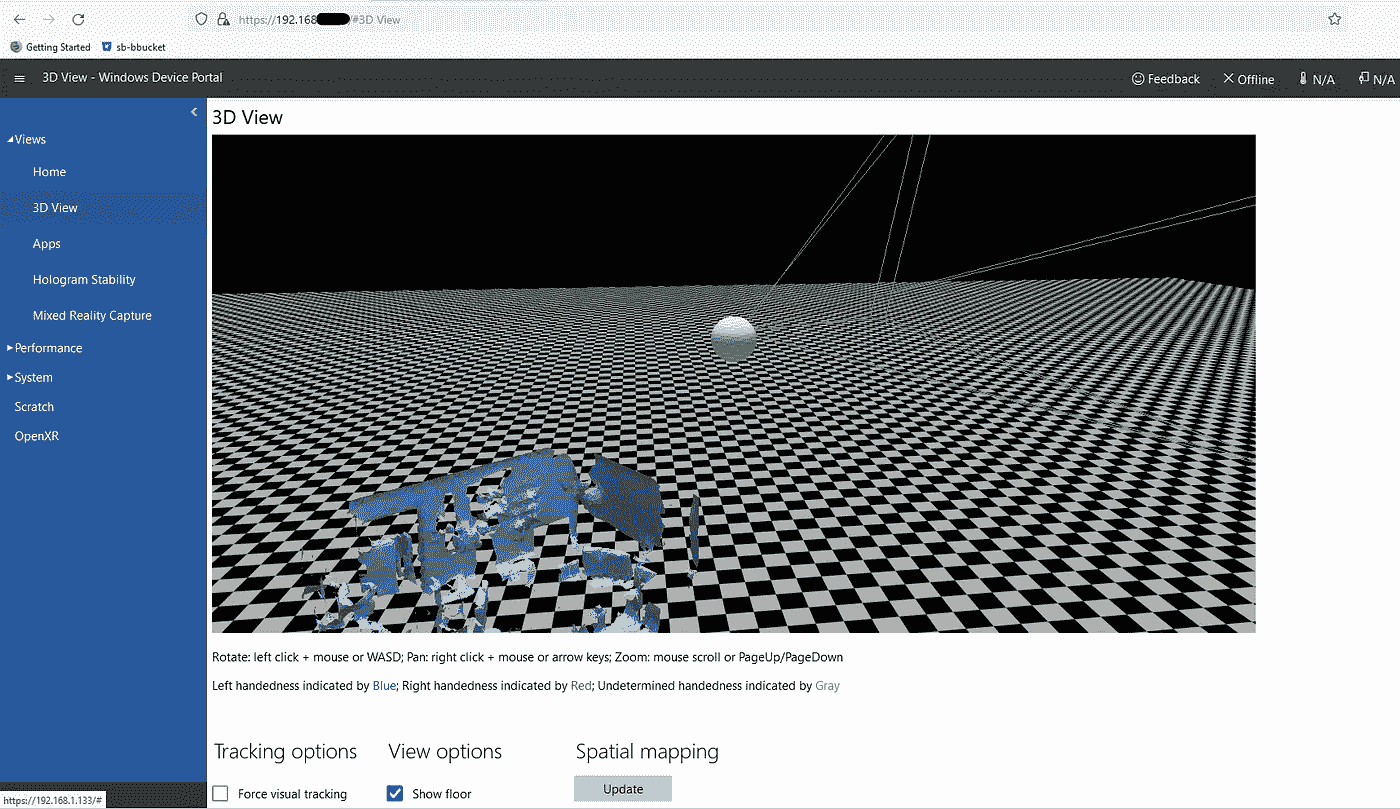 https://192.168 /#3D View
Getting Started sb-bbucket
3D View - Windows Device Portal Feedback Offline N/A N/A
3D View
Views
Home
3D View
Apps
Hologram Stability
Mixed Reality Capture
Performance
System
Scratch
OpenXR
Rotate: left click + mouse or WASD; Pan: right click + mouse or arrow keys; Zoom: mouse scroll or PageUp/PageDown
Left handedness indicated by Blue; Right handedness indicated by Red; Undetermined handedness indicated by Gray
Tracking options View options Spatial mapping
Force visual tracking Show floor Update
https://192.168.1.133/#